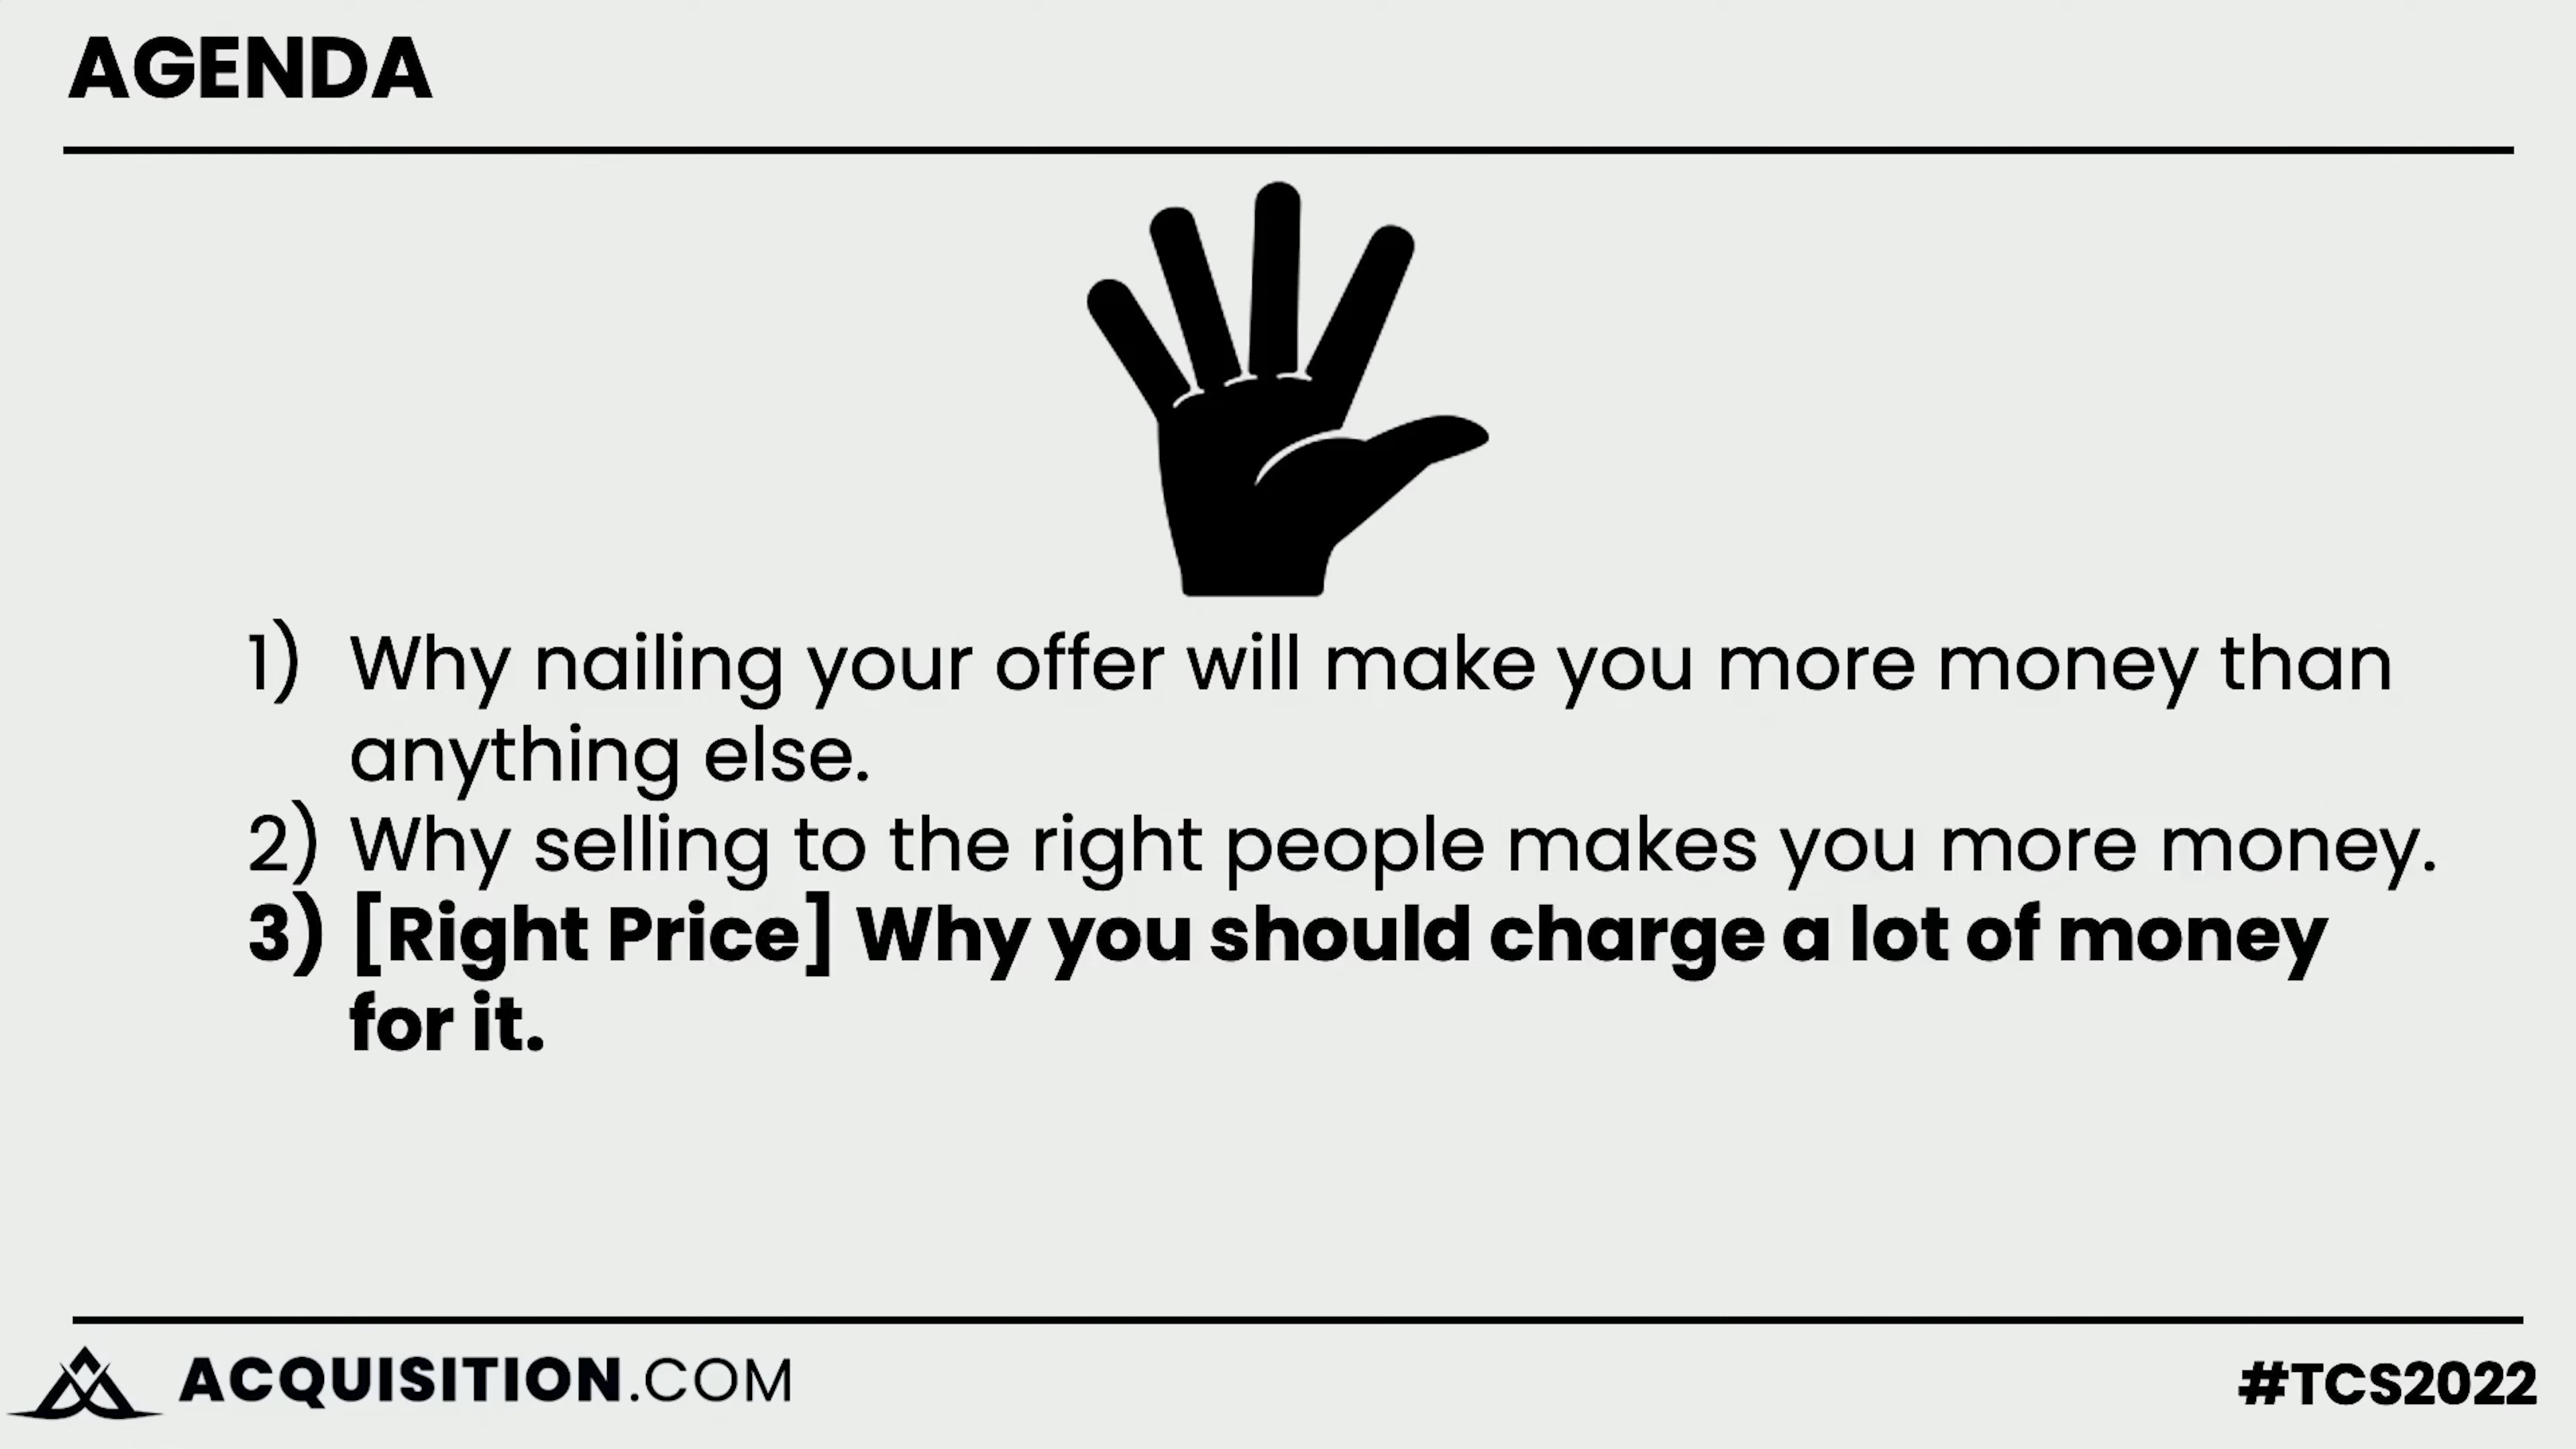 AGENDA
1) Why nailing your offer will make you more money than
anything else.
2) Why selling to the right people makes you more money.
3) [Right Price] Why you should charge a lot of money
for it.
ACQUISITION.COM
#TCS2022